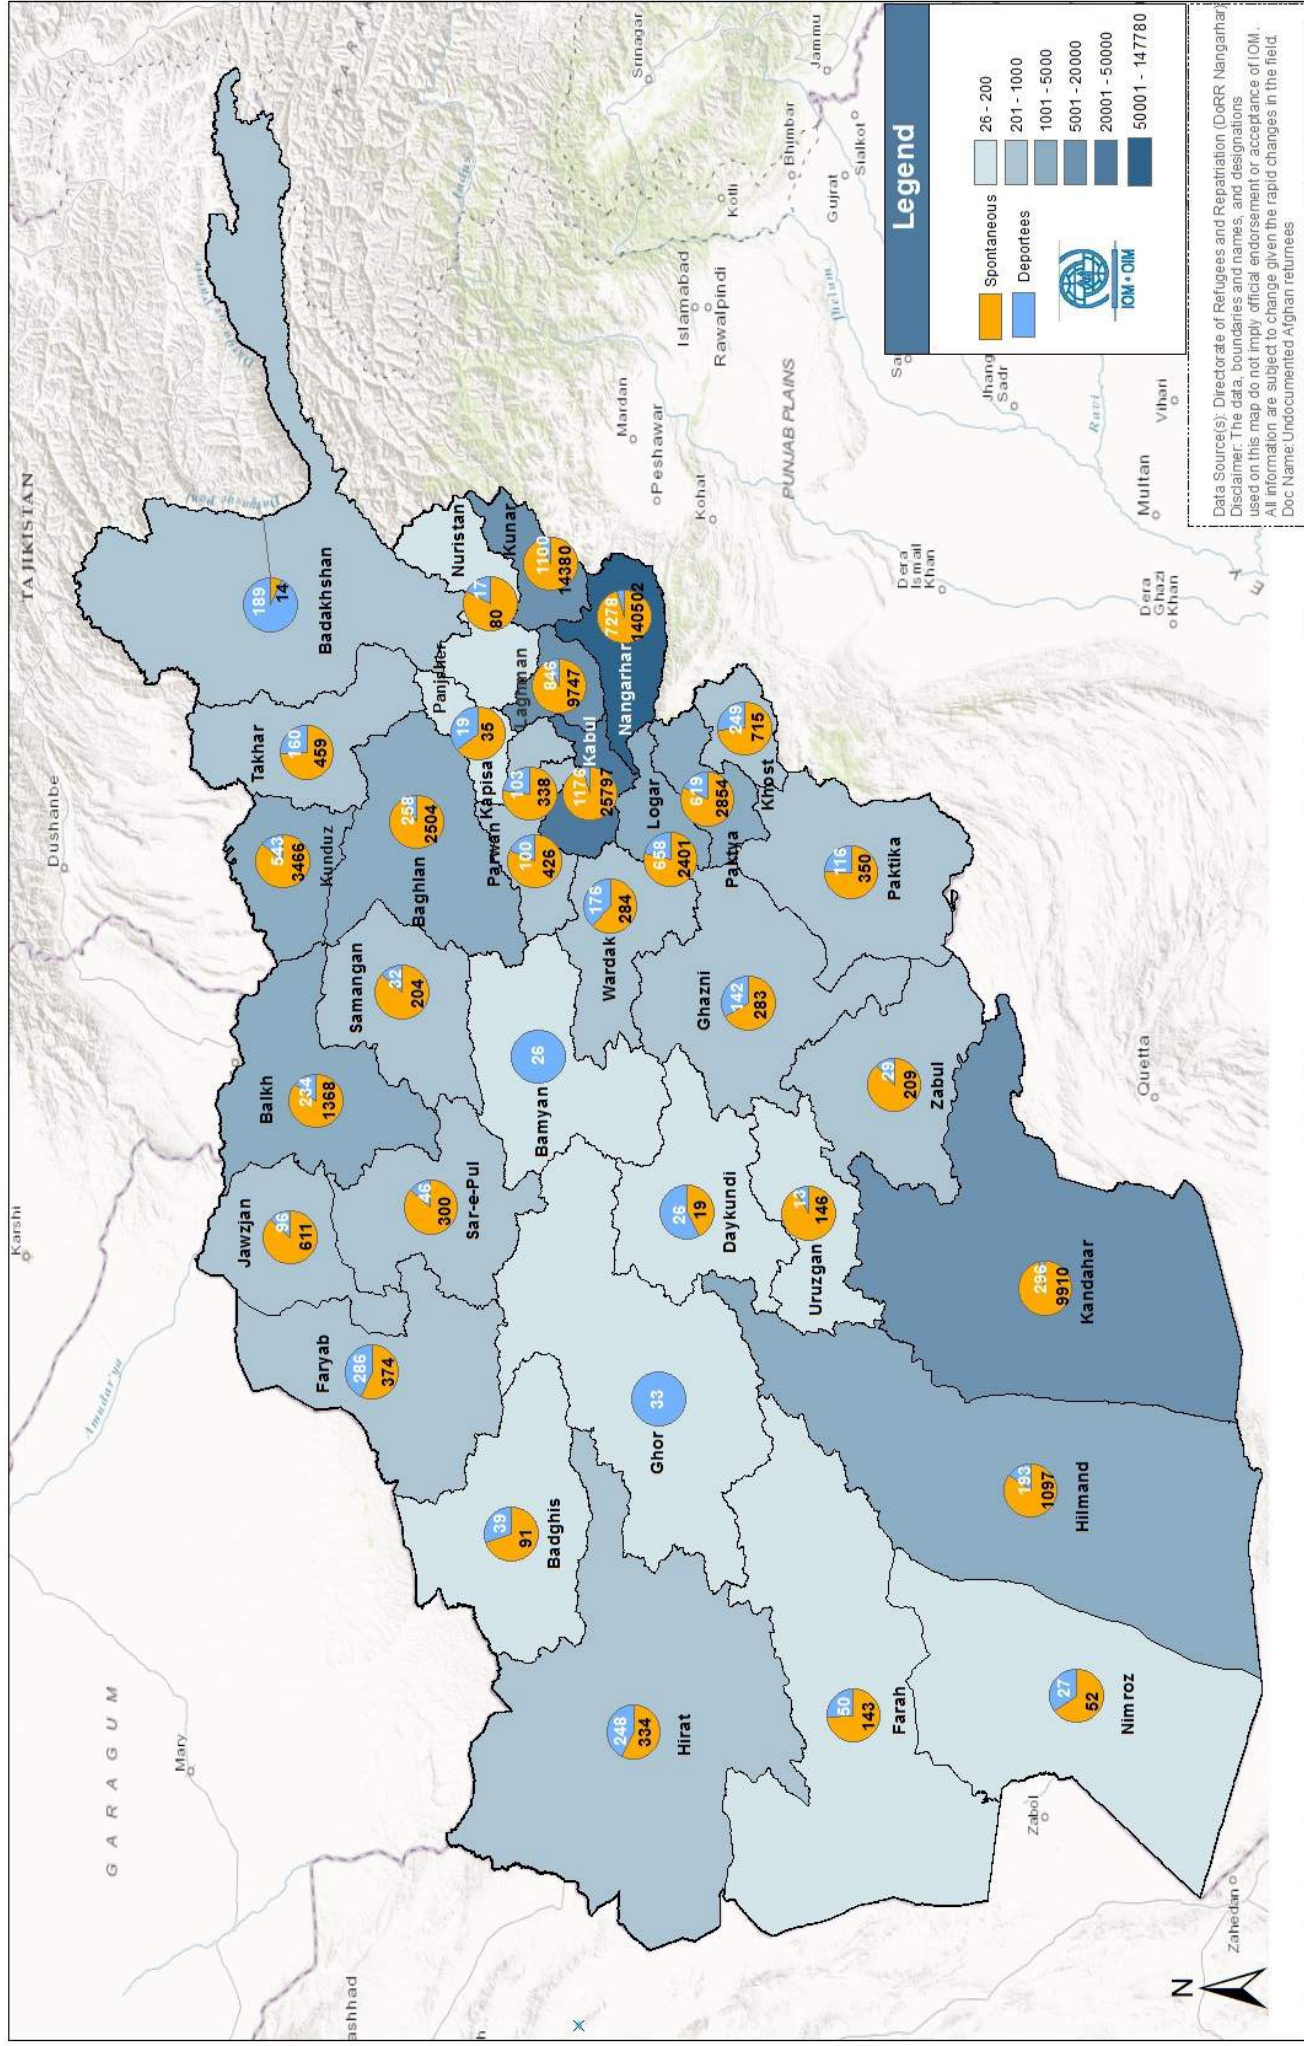 Karshi
Dushanbe
TAJIKISTAN
Amudar'ya
GARAGUM
Mary
ashhad
h
Zabol
Zahedan
N
Badakhshan
189
14
Takhar
160
459
Kunduz
543
3466
Balkh
234
1368
Jawzjan
96
611
Faryab
286
374
Samangan
32
204
Baghlan
258
2504
Sar-e-Pul
46
300
Badghis
39
91
Panjsher
19
35
Nuristan
17
80
Kunar
1100
14380
Laghman
846
9747
Kapisa
103
338
Parwan
100
426
Bamyan
26
Kabul
1176
25797
Nangarhar
7278
140502
Wardak
176
284
Logar
658
2401
Hirat
248
334
Ghor
33
Daykundi
26
19
Ghazni
142
283
Paktya
619
2854
Khost
249
715
Paktika
116
350
Uruzgan
13
146
Zabul
29
209
Farah
50
143
Nimroz
27
52
Hilmand
193
1097
Kandahar
296
9910
Quetta
Srinagar
Jammu
Mardan
Peshawar
Kohat
Islamabad
Rawalpindi
Kotli
Bhimbar
Gujrat
Sialkot
Indus
Jhelum
PUNJAB PLAINS
Sa
Jhang
Sadr
Ravi
Vihari
Multan
Dera
Ismail
Khan
Dera
Ghazi
Khan
Legend
Spontaneous
Deportees
IOM • OIM
26 - 200
201 - 1000
1001 - 5000
5001 - 20000
20001 - 50000
50001 - 147780
Data Source(s): Directorate of Refugees and Repatriation (DoRR Nangarhar)
Disclaimer: The data, boundaries and names, and designations
used on this map do not imply official endorsement or acceptance of IOM.
All information are subject to change given the rapid changes in the field.
Doc Name:Undocumented Afghan returnees